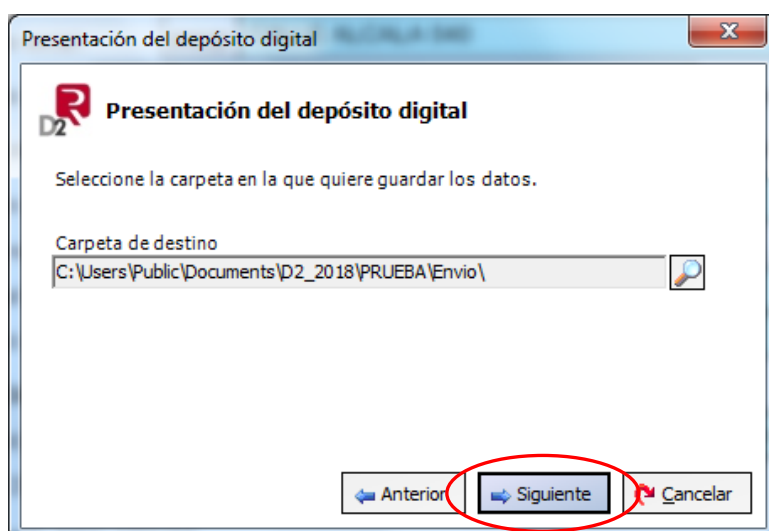 Presentación del depósito digital
D2 R
Presentación del depósito digital
Seleccione la carpeta en la que quiere guardar los datos.
Carpeta de destino
C:\Users\Public\Documents\D2_2018\PRUEBA\Envio\
Anterior Siguiente Cancelar